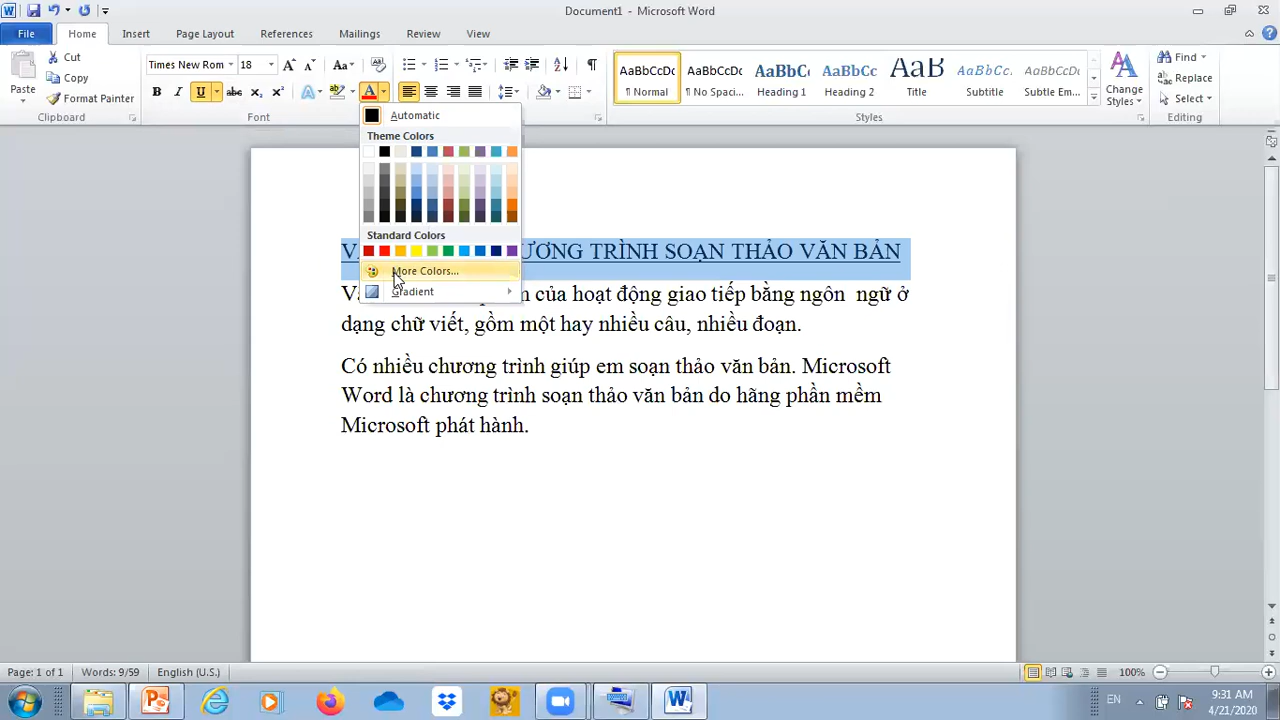 Document1 - Microsoft Word
File Home Insert Page Layout References Mailings Review View
Paste
Cut
Copy
Format Painter
Clipboard
Times New Rom 18
Font
AaBbCcDc AaBbCcDc AaBbCc AaBbCc AaB AaBbCcI AaBbCcDc
¶ Normal ¶ No Spaci... Heading 1 Heading 2 Title Subtitle Subtle Em...
Change
Styles
Styles
Find
Replace
Select
Editing
Automatic
Theme Colors
Standard Colors
More Colors...
Gradient
ƯƠNG TRÌNH SOẠN THẢO VĂN BẢN
của hoạt động giao tiếp bằng ngôn ngữ ở
dạng chữ viết, gồm một hay nhiều câu, nhiều đoạn.
Có nhiều chương trình giúp em soạn thảo văn bản. Microsoft
Word là chương trình soạn thảo văn bản do hãng phần mềm
Microsoft phát hành.
Page: 1 of 1 Words: 9/59 English (U.S.) 100%
EN
9:31 AM
4/21/2020